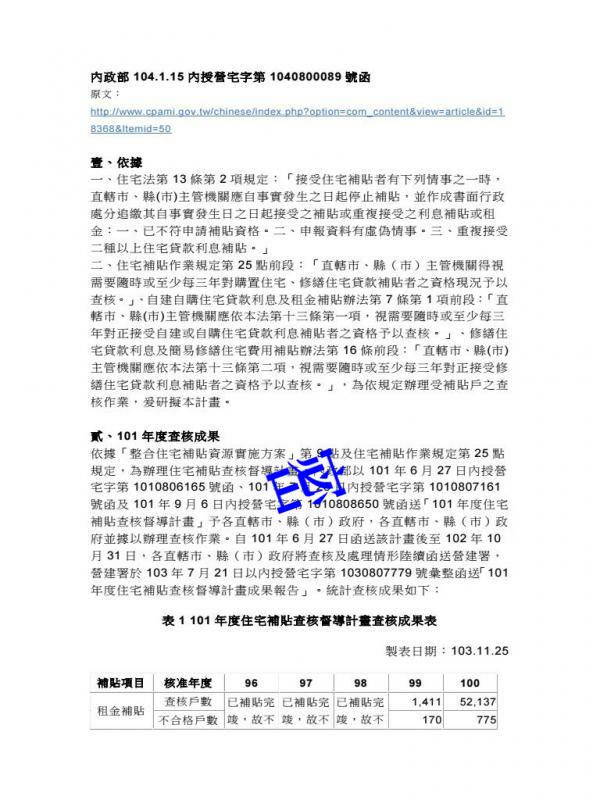 內政部 104.1.15 內授營宅字第 1040800089 號函
原文：
http://www.cpami.gov.tw/chinese/index.php?option=com_content&view=article&id=1
8368&Itemid=50
壹、依據
一、住宅法第 13 條第 2 項規定：「接受住宅補貼者有下列情事之一時，
直轄市、縣(市)主管機關應自事實發生之日起停止補貼，並作成書面行政
處分追繳其自事實發生日之日起接受之補貼或重複接受之利息補貼或租
金：一、已不符申請補貼資格。二、申報資料有虛偽情事。三、重複接受
二種以上住宅貸款利息補貼。」
二、住宅補貼作業規定第 25 點前段：「直轄市、縣（市）主管機關得視
需要隨時或至少每三年對購置住宅、修繕住宅貸款補貼者之資格現況予以
查核。」、自建自購住宅貸款利息及租金補貼辦法第 7 條第 1 項前段：「直
轄市、縣(市)主管機關應依本法第十三條第一項，視需要隨時或至少每三
年對正接受自建或自購住宅貸款利息補貼者之資格予以查核。」、修繕住
宅貸款利息及簡易修繕住宅費用補貼辦法第 16 條前段：「直轄市、縣(市)
主管機關應依本法第十三條第二項，視需要隨時或至少每三年對正接受修
繕住宅貸款利息補貼者之資格予以查核。」，為依規定辦理受補貼戶之查
核作業，爰研擬本計畫。
貳、101 年度查核成果
依據「整合住宅補貼資源實施方案」第 9 點及住宅補貼作業規定第 25 點
規定，為辦理住宅補貼查核督導計畫 部以 101 年 6 月 27 日內授營
宅字第 1010806165 號函、101 年 7 月 日內授營宅字第 1010807161
號函及 101 年 9 月 6 日內授營宅字第 1010808650 號函送「101 年度住宅
補貼查核督導計畫」予各直轄市、縣（市）政府，各直轄市、縣（市）政
府並據以辦理查核作業。自 101 年 6 月 27 日函送該計畫後至 102 年 10
月 31 日，各直轄市、縣（市）政府將查核及處理情形陸續函送營建署，
營建署於 103 年 7 月 21 日以內授營宅字第 1030807779 號彙整函送「101
年度住宅補貼查核督導計畫成果報告」。統計查核成果如下：
表 1 101 年度住宅補貼查核督導計畫查核成果表
製表日期：103.11.25
補貼項目 核准年度 96 97 98 99 100
租金補貼 查核戶數 已補貼完 已補貼完 已補貼完 1,411 52,137
不合格戶數 竣，故不 竣，故不 竣，故不 170 775